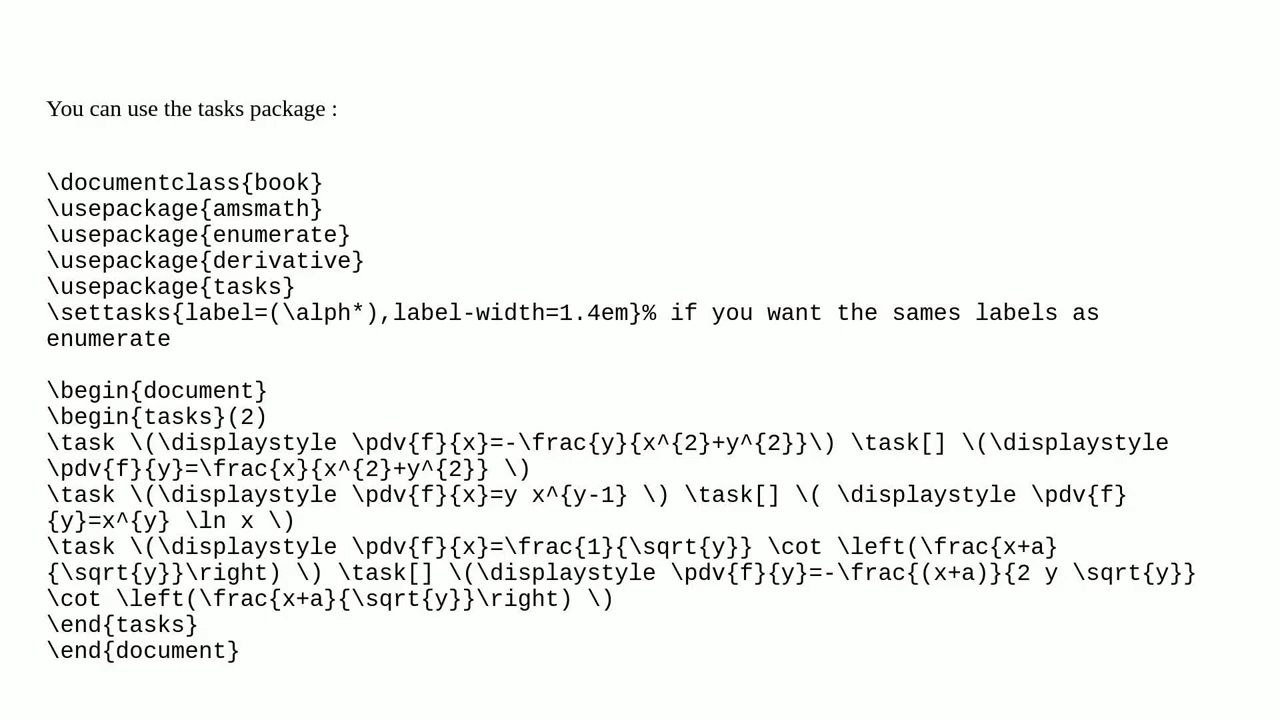 You can use the tasks package :
\documentclass{book}
\usepackage{amsmath}
\usepackage{enumerate}
\usepackage{derivative}
\usepackage{tasks}
\settasks{label=(\alph*),label-width=1.4em}% if you want the sames labels as
enumerate
\begin{document}
\begin{tasks}(2)
\task \(\displaystyle \pdv{f}{x}=-\frac{y}{x^{2}+y^{2}}\) \task[] \(\displaystyle
\pdv{f}{y}=\frac{x}{x^{2}+y^{2}} \)
\task \(\displaystyle \pdv{f}{x}=y x^{y-1} \) \task[] \( \displaystyle \pdv{f}
{y}=x^{y} \ln x \)
\task \(\displaystyle \pdv{f}{x}=\frac{1}{\sqrt{y}} \cot \left(\frac{x+a}
{\sqrt{y}}\right) \) \task[] \(\displaystyle \pdv{f}{y}=-\frac{(x+a)}{2 y \sqrt{y}}
\cot \left(\frac{x+a}{\sqrt{y}}\right) \)
\end{tasks}
\end{document}